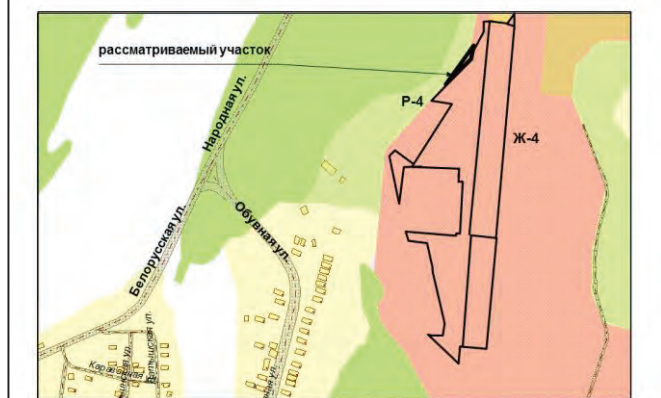 рассматриваемый участок
Народная ул.
Р-4
Ж-4
Обувная ул.
Белорусская ул.